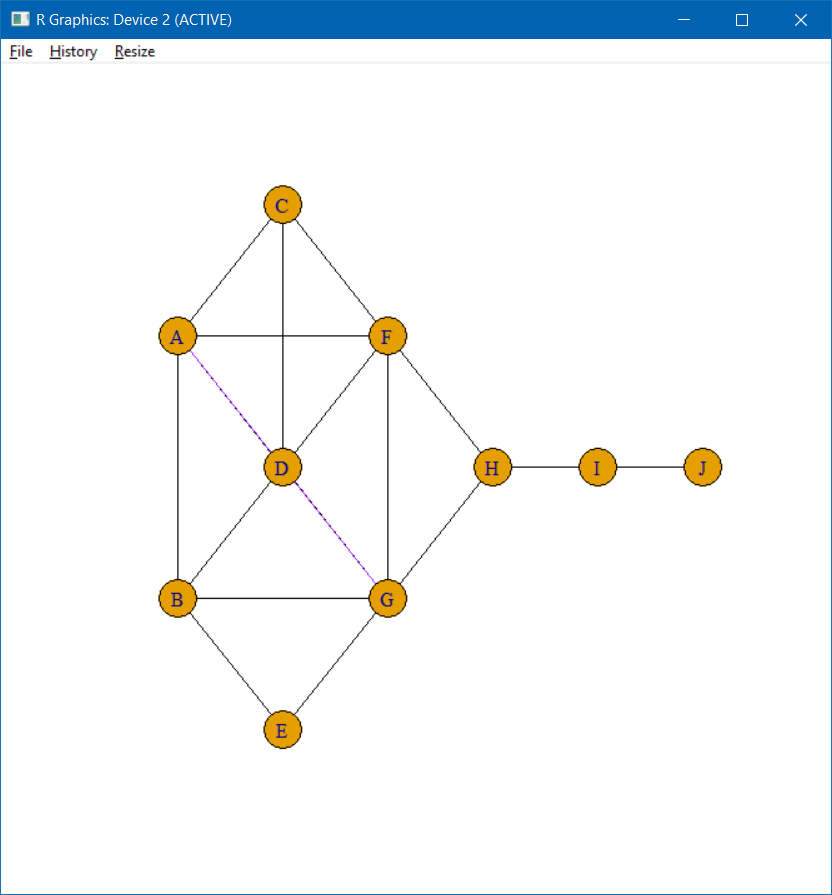 R Graphics: Device 2 (ACTIVE)
File History Resize
C
A F
D H I J
B G
E